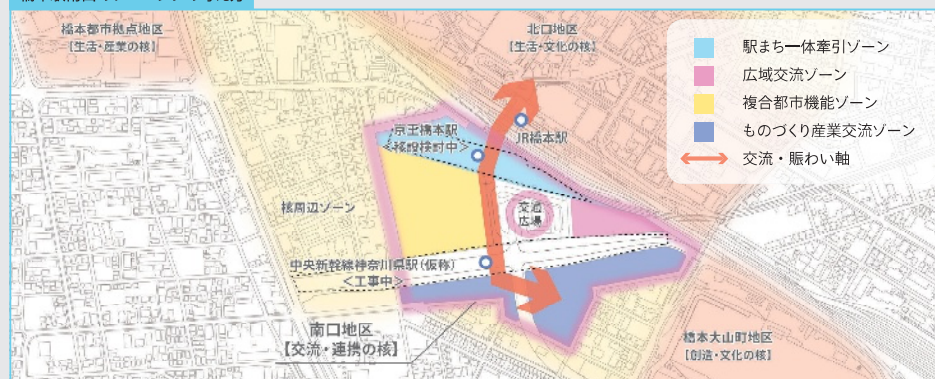 橋本都市拠点地区
【生活・産業の核】
北口地区
【生活・文化の核】
駅まち一体牽引ゾーン
広域交流ゾーン
複合都市機能ゾーン
ものづくり産業交流ゾーン
交流・賑わい軸
京王橋本駅
<移設検討中>
JR橋本駅
核周辺ゾーン
交通
広場
中央新幹線神奈川県駅(仮称)
<工事中>
南口地区
【交流・連携の核】
橋本大山町地区
【創造・文化の核】